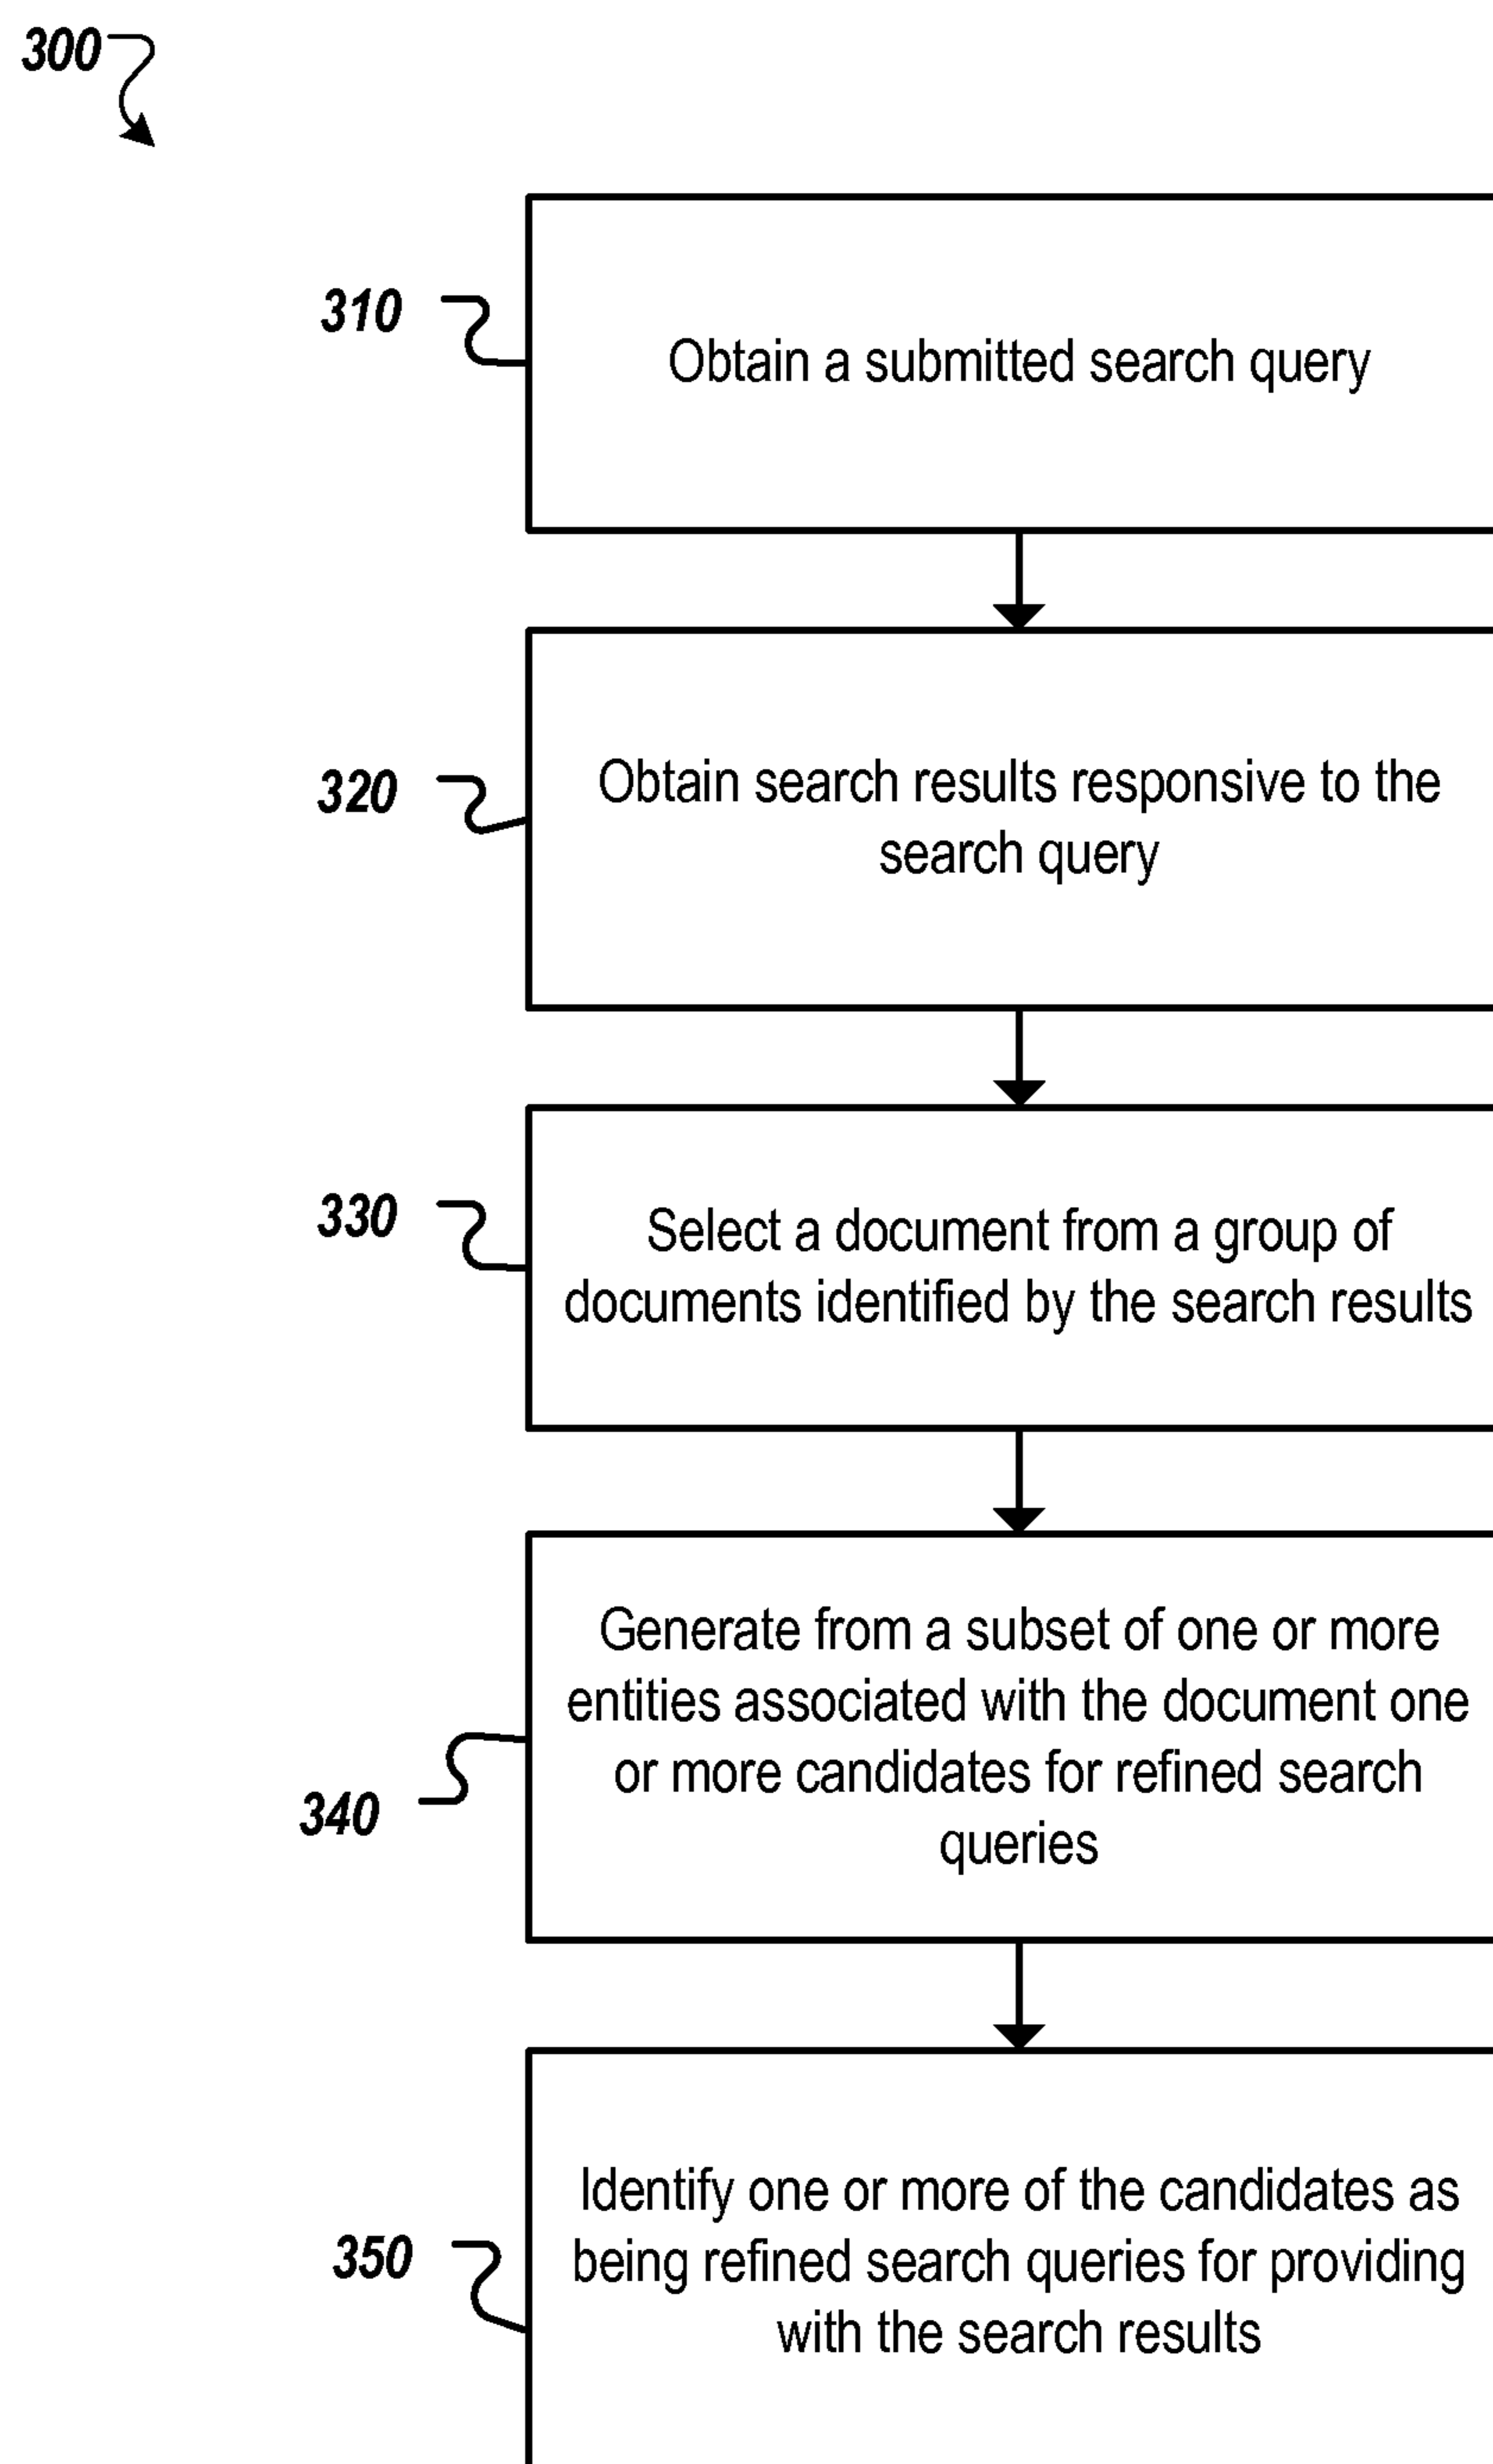 300
310
Obtain a submitted search query
320
Obtain search results responsive to the
search query
330
Select a document from a group of
documents identified by the search results
340
Generate from a subset of one or more
entities associated with the document one
or more candidates for refined search
queries
350
Identify one or more of the candidates as
being refined search queries for providing
with the search results